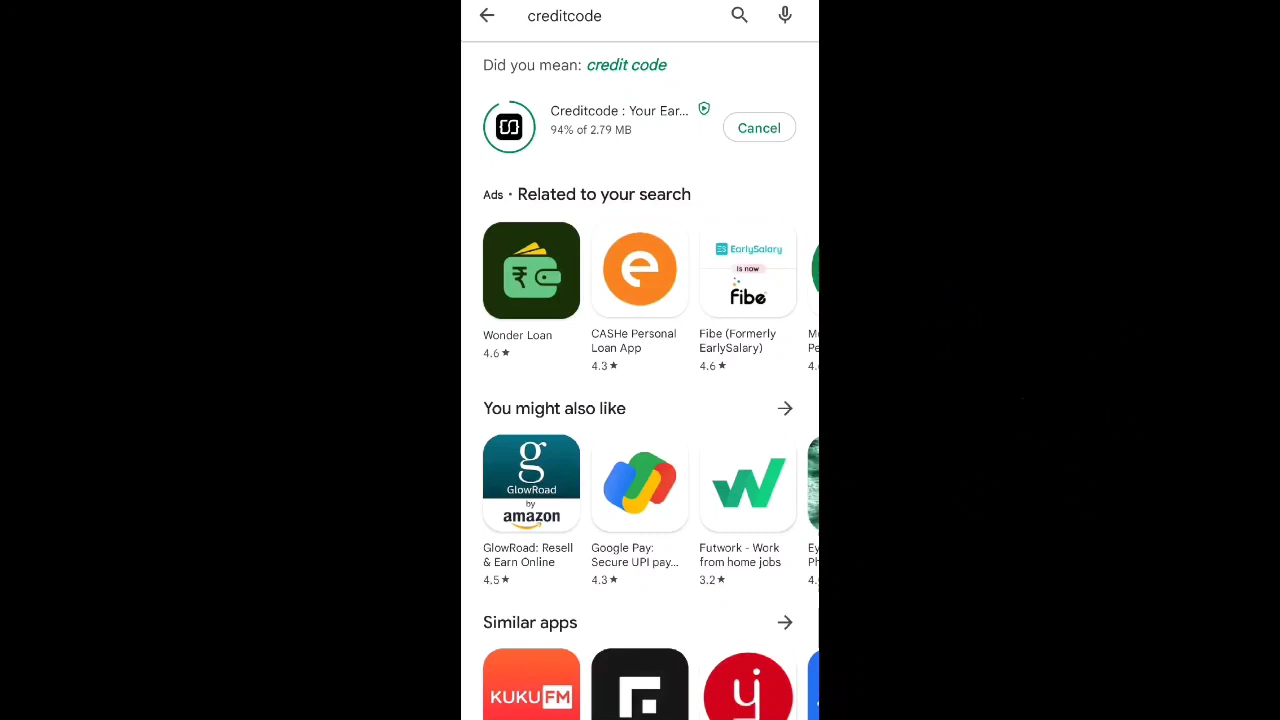 creditcode
Did you mean: credit code
Creditcode : Your Ear...
94% of 2.79 MB
Cancel
Ads • Related to your search
₹
e
ES EarlySalary
is now
fibe
Wonder Loan
4.6★
CASHe Personal
Loan App
4.3★
Fibe (Formerly
EarlySalary)
4.6★
You might also like
g
GlowRoad
by
amazon
W
GlowRoad: Resell
& Earn Online
4.5★
Google Pay:
Secure UPI pay...
4.3★
Futwork - Work
from home jobs
3.2★
Similar apps
KUKU FM